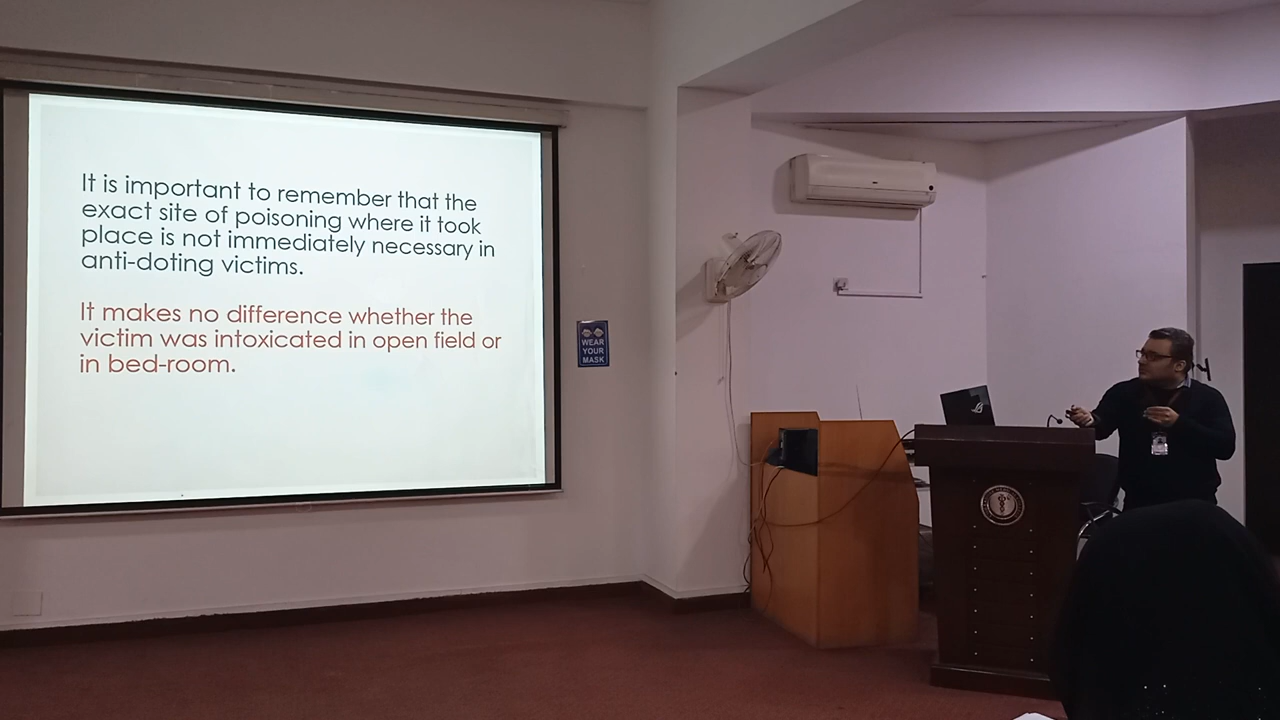 It is important to remember that the
exact site of poisoning where it took
place is not immediately necessary in
anti-doting victims.
It makes no difference whether the
victim was intoxicated in open field or
in bed-room.
WEAR
YOUR
MASK